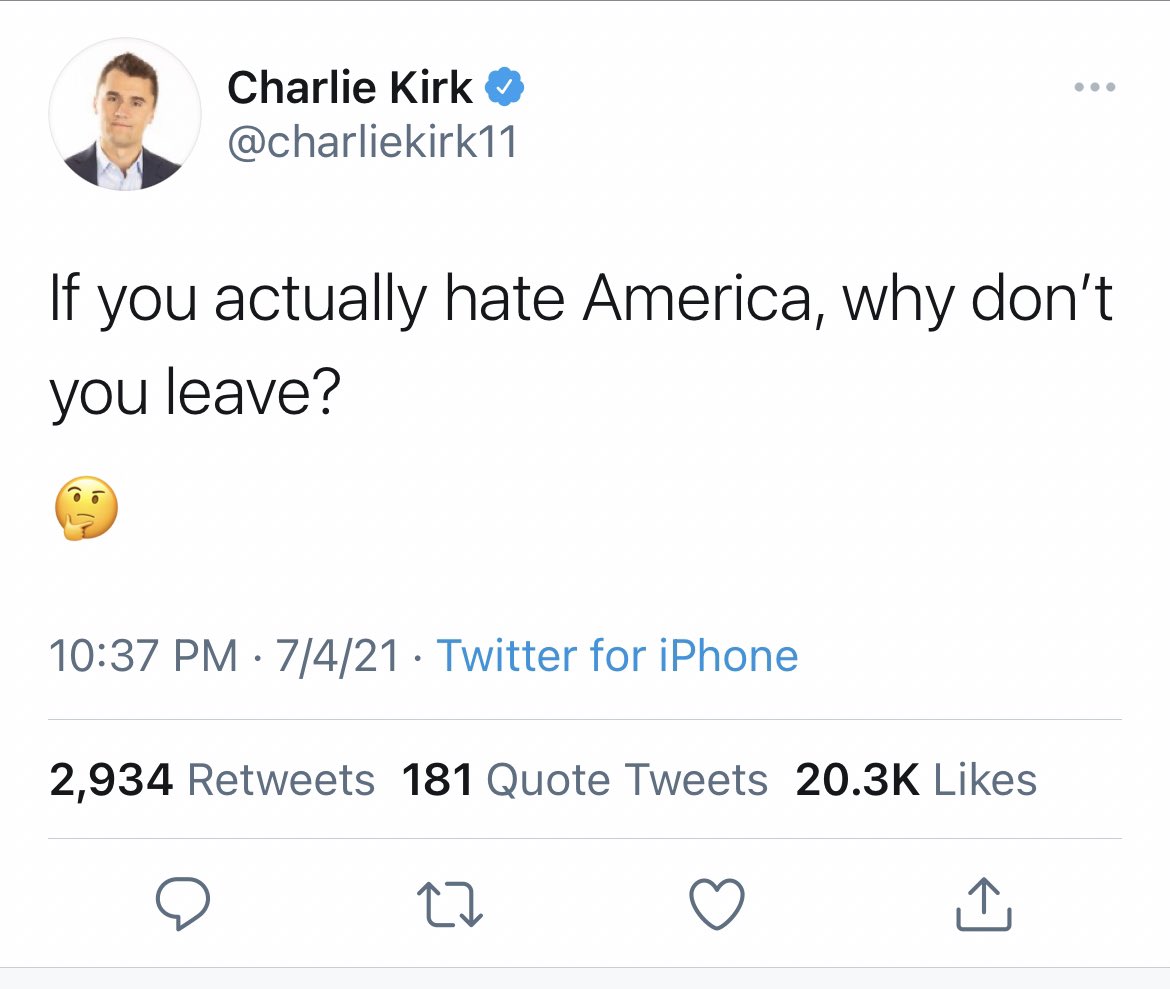 Charlie Kirk
@charliekirk11
If you actually hate America, why don’t
you leave?
🤔
10:37 PM · 7/4/21 · Twitter for iPhone
2,934 Retweets 181 Quote Tweets 20.3K Likes